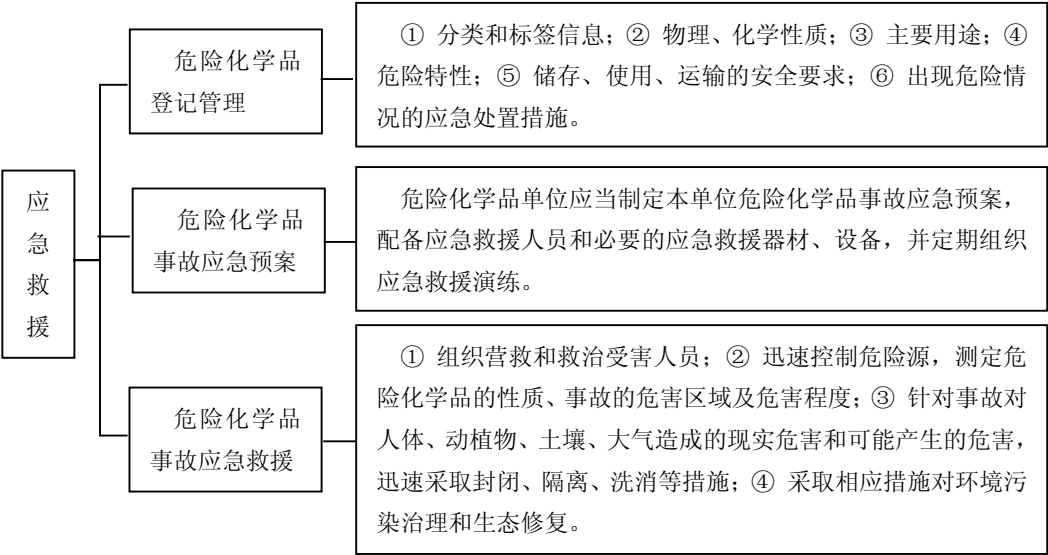 应
急
救
援
危险化学品
登记管理
① 分类和标签信息；② 物理、化学性质；③ 主要用途；④
危险特性；⑤ 储存、使用、运输的安全要求；⑥ 出现危险情
况的应急处置措施。
危险化学品
事故应急预案
危险化学品单位应当制定本单位危险化学品事故应急预案，
配备应急救援人员和必要的应急救援器材、设备，并定期组织
应急救援演练。
危险化学品
事故应急救援
① 组织营救和救治受害人员；② 迅速控制危险源，测定危
险化学品的性质、事故的危害区域及危害程度；③ 针对事故对
人体、动植物、土壤、大气造成的现实危害和可能产生的危害，
迅速采取封闭、隔离、洗消等措施；④ 采取相应措施对环境污
染治理和生态修复。